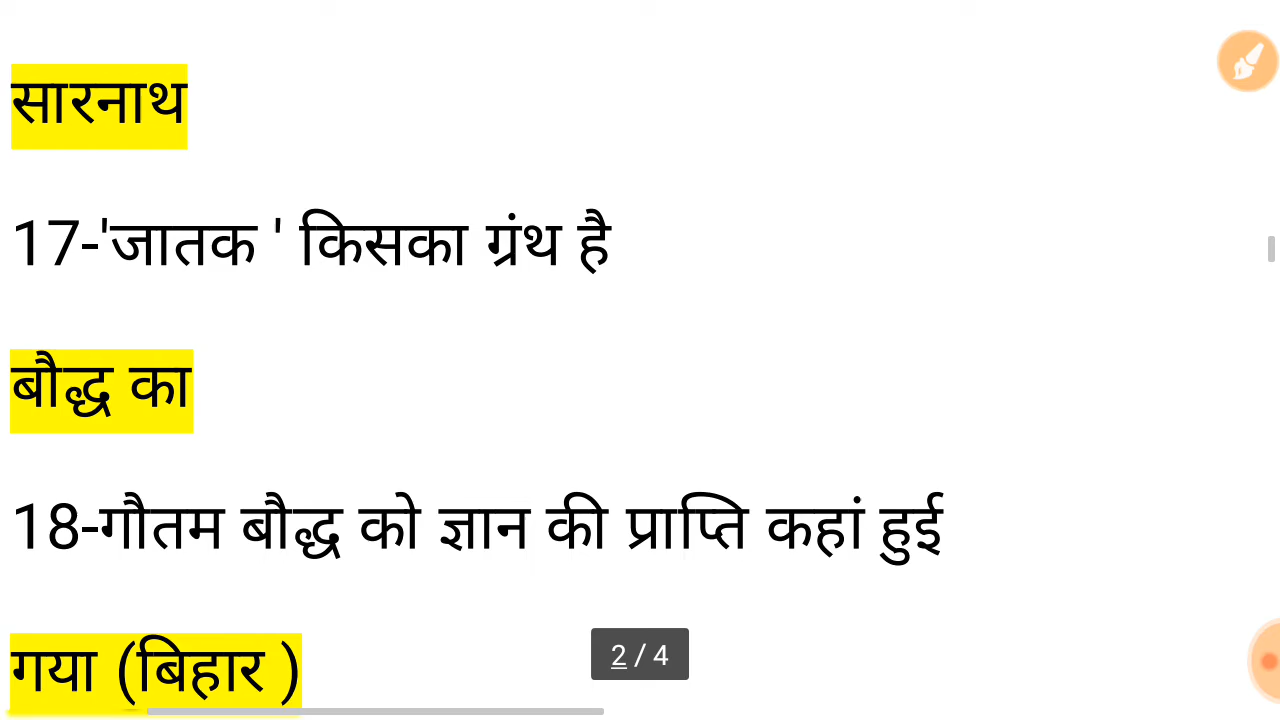 सारनाथ
17-'जातक ' किसका ग्रंथ है
बौद्ध का
18-गौतम बौद्ध को ज्ञान की प्राप्ति कहां हुई
गया (बिहार )
2 / 4